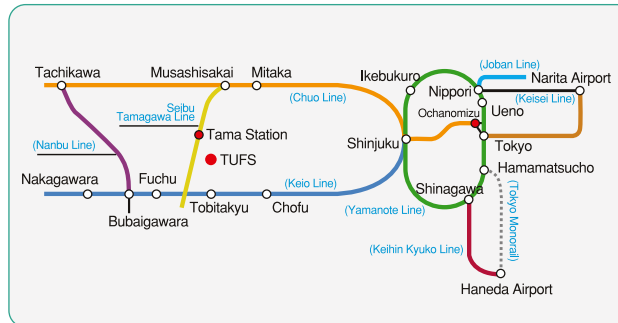 (Joban Line)
Ikebukuro
Tachikawa
Musashisakai
Mitaka
Narita Airport
Nippori
(Keisei Line)
(Chuo Line)
Seibu
Tamagawa Line
Ueno
Ochanomizu
Tama Station
(Nanbu Line)
Shinjuku
Tokyo
TUFS
Hamamatsucho
Nakagawara
Fuchu
(Keio Line)
Shinagawa
Bubaigawara
Tobitakyu
Chofu
(Yamanote Line)
(Tokyo Monorail)
(Keihin Kyuko Line)
Haneda Airport